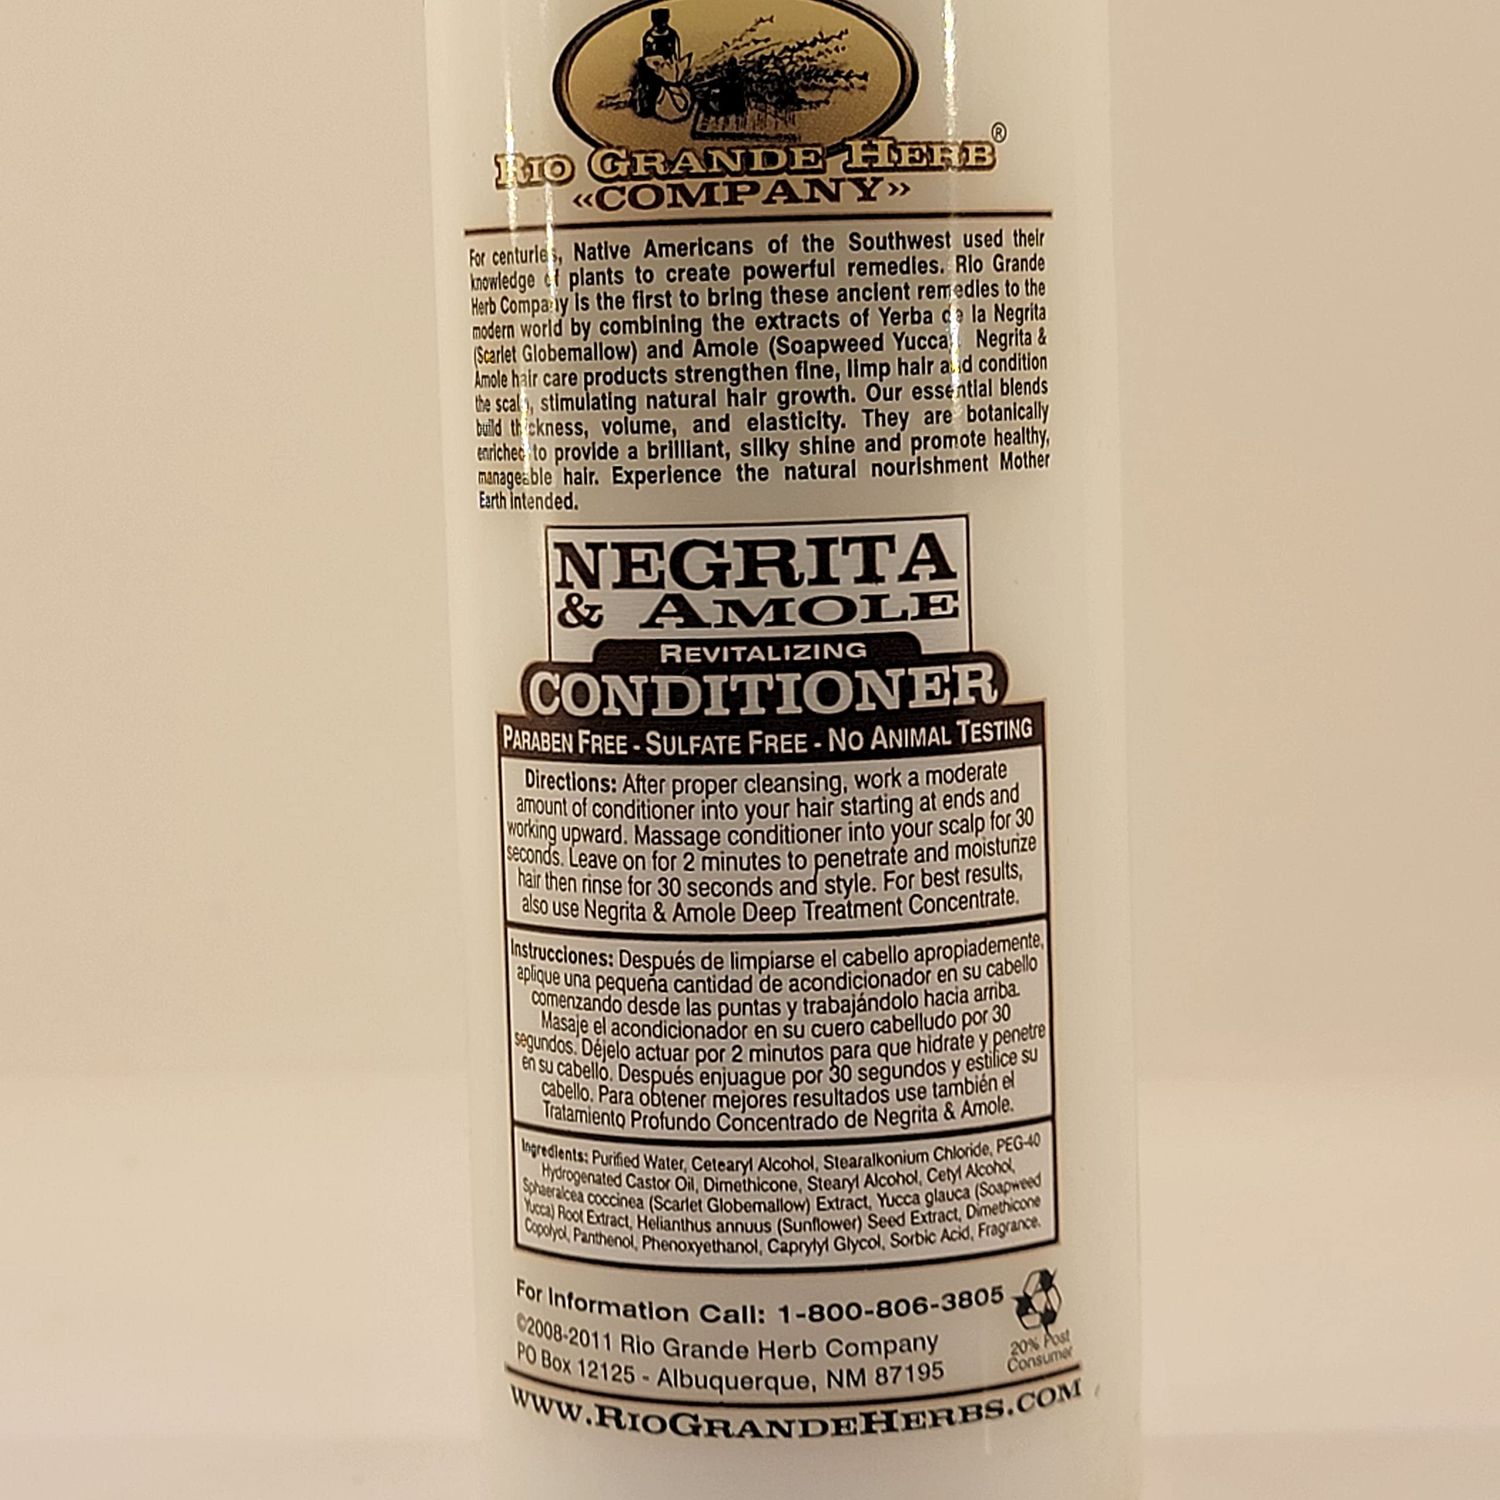 RIO GRANDE HERB®
«COMPANY»
For centuries, Native Americans of the Southwest used their
knowledge of plants to create powerful remedies. Rio Grande
Herb Company is the first to bring these ancient remedies to the
modern world by combining the extracts of Yerba de la Negrita
(Scarlet Globemallow) and Amole (Soapweed Yucca). Negrita &
Amole hair care products strengthen fine, limp hair and condition
the scalp, stimulating natural hair growth. Our essential blends
build thickness, volume, and elasticity. They are botanically
enriched to provide a brilliant, silky shine and promote healthy,
manageable hair. Experience the natural nourishment Mother
Earth intended.
NEGRITA
& AMOLE
REVITALIZING
CONDITIONER
PARABEN FREE - SULFATE FREE - NO ANIMAL TESTING
Directions: After proper cleansing, work a moderate
amount of conditioner into your hair starting at ends and
working upward. Massage conditioner into your scalp for 30
seconds. Leave on for 2 minutes to penetrate and moisturize
hair then rinse for 30 seconds and style. For best results,
also use Negrita & Amole Deep Treatment Concentrate.
Instrucciones: Después de limpiarse el cabello apropiademente,
aplique una pequeña cantidad de acondicionador en su cabello
comenzando desde las puntas y trabajándolo hacia arriba.
Masaje el acondicionador en su cuero cabelludo por 30
segundos. Déjelo actuar por 2 minutos para que hidrate y penetre
en su cabello. Después enjuague por 30 segundos y estilice su
cabello. Para obtener mejores resultados use también el
Tratamiento Profundo Concentrado de Negrita & Amole.
Ingredients: Purified Water, Cetearyl Alcohol, Stearalkonium Chloride, PEG-40
Hydrogenated Castor Oil, Dimethicone, Stearyl Alcohol, Cetyl Alcohol,
Sphaeralcea coccinea (Scarlet Globemallow) Extract, Yucca glauca (Soapweed
Yucca) Root Extract, Helianthus annuus (Sunflower) Seed Extract, Dimethicone
Copolyol, Panthenol, Phenoxyethanol, Caprylyl Glycol, Sorbic Acid, Fragrance.
For Information Call: 1-800-806-3805
©2008-2011 Rio Grande Herb Company
PO Box 12125 - Albuquerque, NM 87195
20% Post
Consumer
WWW.RIOGRANDEHERBS.COM